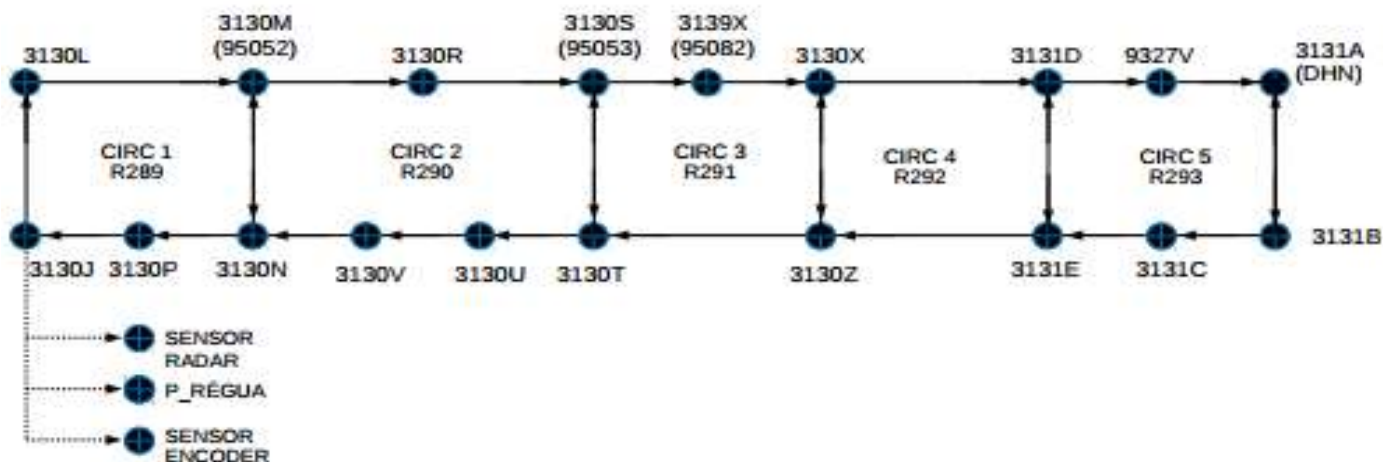 3130L
3130M
(95052)
3130R
3130S
(95053)
3139X
(95082)
3130X
3131D
9327V
3131A
(DHN)
CIRC 1
R289
CIRC 2
R290
CIRC 3
R291
CIRC 4
R292
CIRC 5
R293
3130J
3130P
3130N
3130V
3130U
3130T
3130Z
3131E
3131C
3131B
SENSOR
RADAR
P_RÉGUA
SENSOR
ENCODER